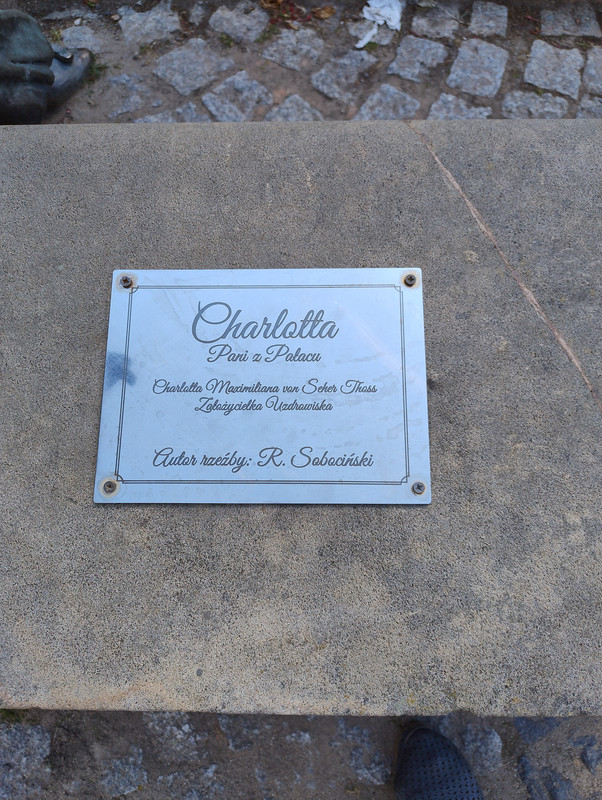 Charlotta
Pani z Pałacu
Charlotta Maximiliana von Seher Thoss
Założycielka Uzdrowiska
Autor rzeźby: R. Sobociński